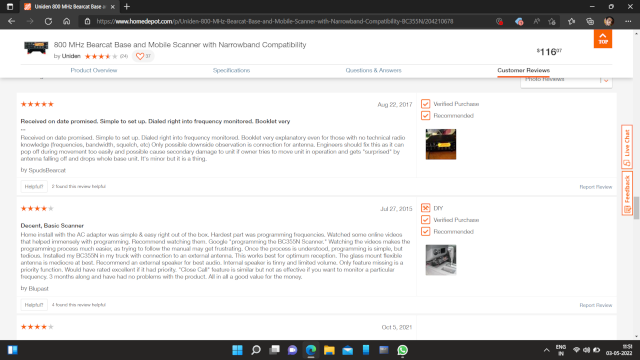 Uniden 800 MHz Bearcat Base an
https://www.homedepot.com/p/Uniden-800-MHz-Bearcat-Base-and-Mobile-Scanner-with-Narrowband-Compatibility-BC355N/204210678
800 MHz Bearcat Base and Mobile Scanner with Narrowband Compatibility
by Uniden (24) 37
$116.07
TOP
Product Overview Specifications Questions & Answers Customer Reviews
Photo Reviews
Aug 22, 2017
Verified Purchase
Recommended
Received on date promised. Simple to set up. Dialed right into frequency monitored. Booklet very
...
Received on date promised. Simple to set up. Dialed right into frequency monitored. Booklet very explanatory even for those with no technical radio
knowledge (frequencies, bandwidth, squelch, etc) Only possible downside observation is connection for antenna. Engineers should fix this as it can
pop off during movement too easily and possible cause secondary damage to unit if owner tries to move unit in operation and gets "surprised" by
antenna falling off and drops whole base unit. It's minor but it is a thing.
by SpudsBearcat
Helpful? 2 found this review helpful
Report Review
Live Chat
Feedback
Jul 27, 2015
DIY
Verified Purchase
Recommended
Decent, Basic Scanner
Home install with the AC adapter was simple & easy right out of the box. Hardest part was programming frequencies. Watched some online videos
that helped immensely with programming. Recommend watching them. Google "programming the BC355N Scanner." Watching the videos makes the
programming process much easier, as trying to follow the manual may get frustrating. Once the process is understood, programming is simple, but
tedious. Installed my BC355N in my truck with connection to an external antenna. This works best for optimum reception. The glass mount flexible
antenna is mediocre at best. Recommend an external speaker for best audio. Internal speaker is tinny and limited volume. Only feature missing is a
priority function. Would have rated excellent if it had priority. "Close Call" feature is similar but not as effective if you want to monitor a particular
frequency. 3 months along and have had no problems with the product. All in all a good value for the money.
by Blupast
Helpful? 4 found this review helpful
Report Review
Oct 5, 2021
ENG
IN
03-05-2022